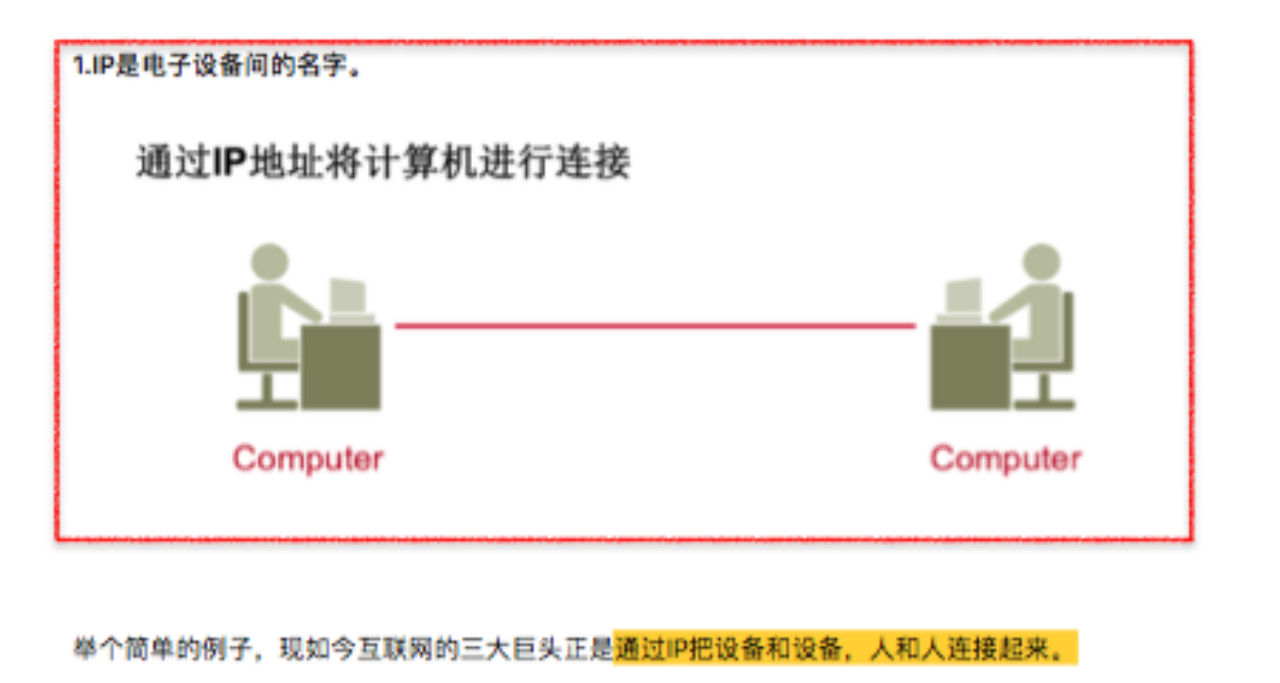 1.IP是电子设备间的名字。
通过IP地址将计算机进行连接
Computer
Computer
举个简单的例子，现如今互联网的三大巨头正是通过IP把设备和设备，人和人连接起来。